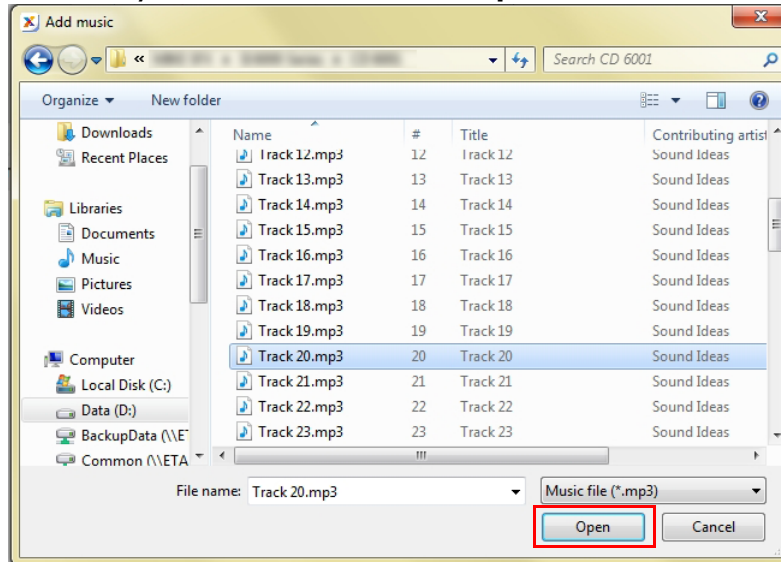 Add music
«
Search CD 6001
Organize New folder
Downloads
Recent Places
Libraries
Documents
Music
Pictures
Videos
Computer
Local Disk (C:)
Data (D:)
BackupData (\\E
Common (\\ETA
Name # Title Contributing artist
Track 12.mp3 12 Track 12 Sound Ideas
Track 13.mp3 13 Track 13 Sound Ideas
Track 14.mp3 14 Track 14 Sound Ideas
Track 15.mp3 15 Track 15 Sound Ideas
Track 16.mp3 16 Track 16 Sound Ideas
Track 17.mp3 17 Track 17 Sound Ideas
Track 18.mp3 18 Track 18 Sound Ideas
Track 19.mp3 19 Track 19 Sound Ideas
Track 20.mp3 20 Track 20 Sound Ideas
Track 21.mp3 21 Track 21 Sound Ideas
Track 22.mp3 22 Track 22 Sound Ideas
Track 23.mp3 23 Track 23 Sound Ideas
File name: Track 20.mp3 Music file (*.mp3)
Open Cancel